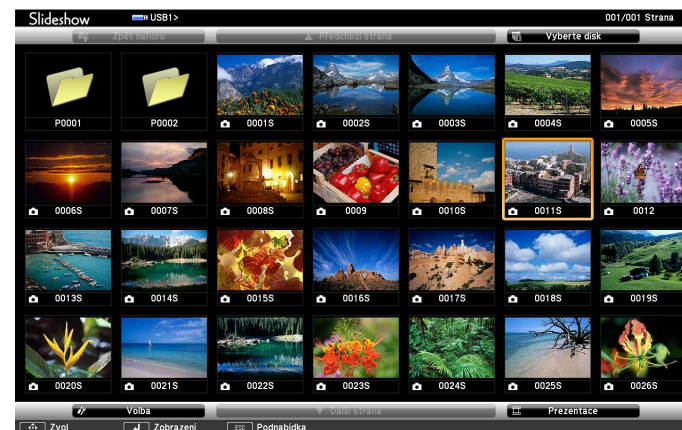 Slideshow USB1> 001/001 Strana
Zpět nahoru ▲ Předchozí strana Vyberte disk
P0001 P0002 0001S 0002S 0003S 0004S 0005S
0006S 0007S 0008S 0009 0010S 0011S 0012
0013S 0014S 0015S 0016S 0017S 0018S 0019S
0020S 0021S 0022S 0023S 0024S 0025S 0026S
Volba ▼ Další strana Prezentace
Zvol Zobrazení ESC Podnabídka